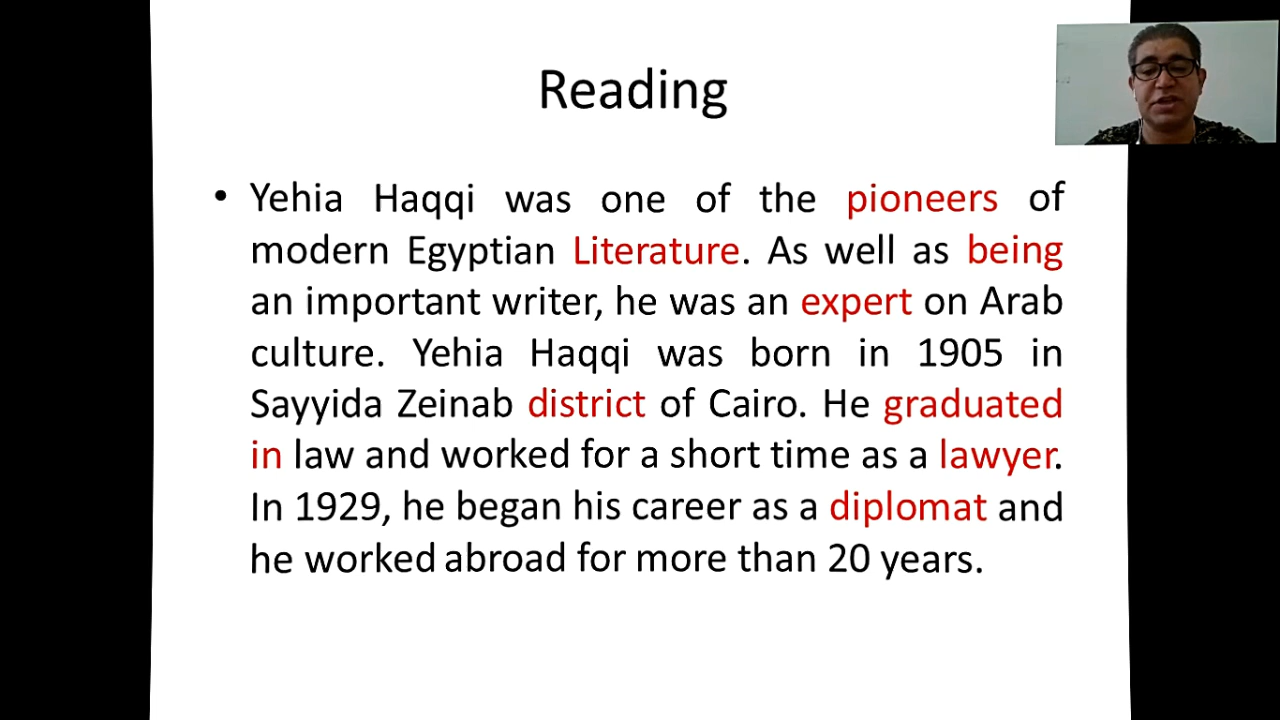 Reading
• Yehia Haqqi was one of the pioneers of
modern Egyptian Literature. As well as being
an important writer, he was an expert on Arab
culture. Yehia Haqqi was born in 1905 in
Sayyida Zeinab district of Cairo. He graduated
in law and worked for a short time as a lawyer.
In 1929, he began his career as a diplomat and
he worked abroad for more than 20 years.